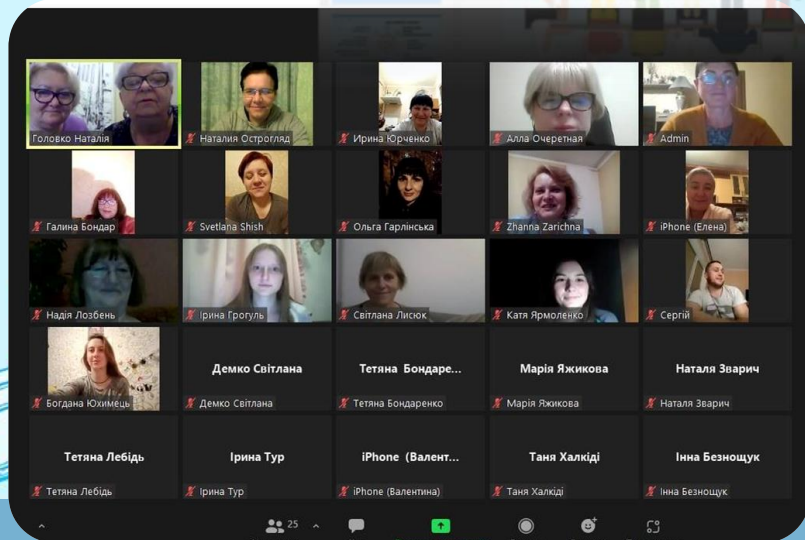 Головко Наталія
Наталия Остроглял
Ирина Юрченко
Алла Очеретная
Admin
Галина Бондар
Svetlana Shish
Ольга Гарлінська
Zhanna Zarichna
iPhone (Елена)
Надія Лозбень
Ірина Грогуль
Світлана Лисюк
Катя Ярмоленко
Сергій
Богдана Юхимець
Демко Світлана
Демко Світлана
Тетяна Бондаре...
Тетяна Бондаренко
Марія Яжикова
Марія Яжикова
Наталя Зварич
Наталя Зварич
Тетяна Лебідь
Тетяна Лебідь
Ірина Тур
Ірина Тур
iPhone (Валент...
iPhone (Валентина)
Таня Халкіді
Таня Халкіді
Інна Безнощук
Інна Безнощук
25